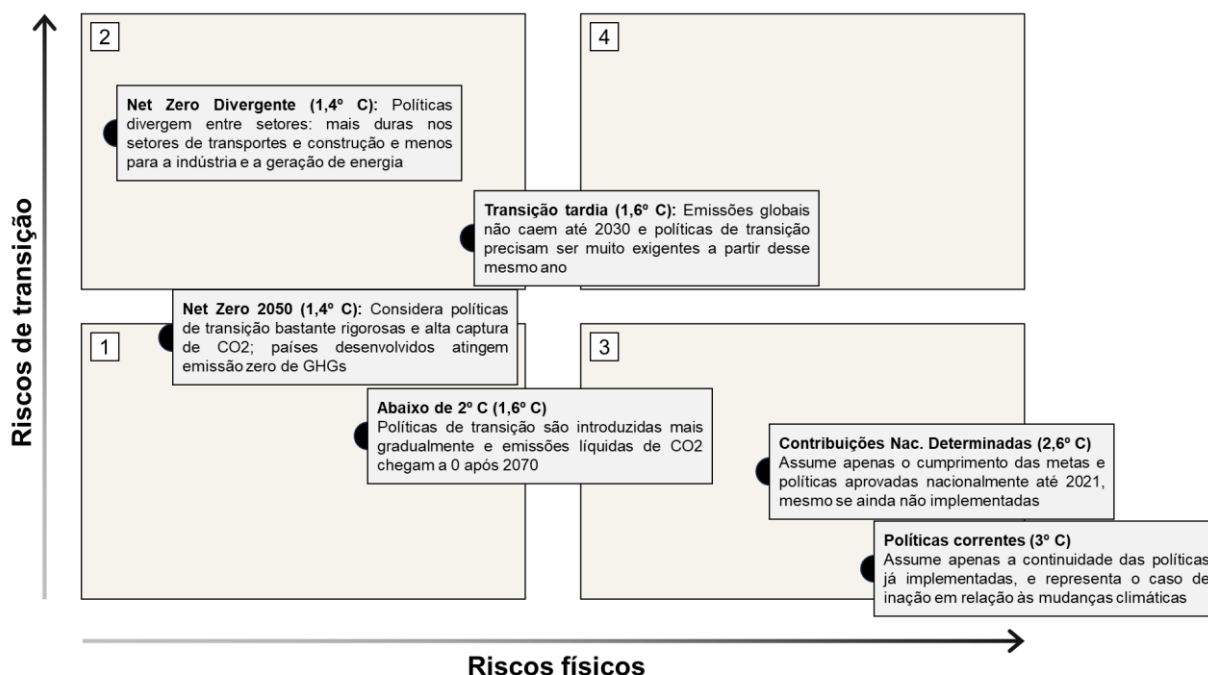 2
4
Net Zero Divergente (1,4º C): Políticas
divergem entre setores: mais duras nos
setores de transportes e construção e menos
para a indústria e a geração de energia
Transição tardia (1,6º C): Emissões globais
não caem até 2030 e políticas de transição
precisam ser muito exigentes a partir desse
mesmo ano
Riscos de transição
Net Zero 2050 (1,4º C): Considera políticas
de transição bastante rigorosas e alta captura
de CO2; países desenvolvidos atingem
emissão zero de GHGs
1
3
Abaixo de 2º C (1,6º C)
Políticas de transição são introduzidas mais
gradualmente e emissões líquidas de CO2
chegam a 0 após 2070
Contribuições Nac. Determinadas (2,6º C)
Assume apenas o cumprimento das metas e
políticas aprovadas nacionalmente até 2021,
mesmo se ainda não implementadas
Políticas correntes (3º C)
Assume apenas a continuidade das políticas
já implementadas, e representa o caso de
inação em relação às mudanças climáticas
Riscos físicos